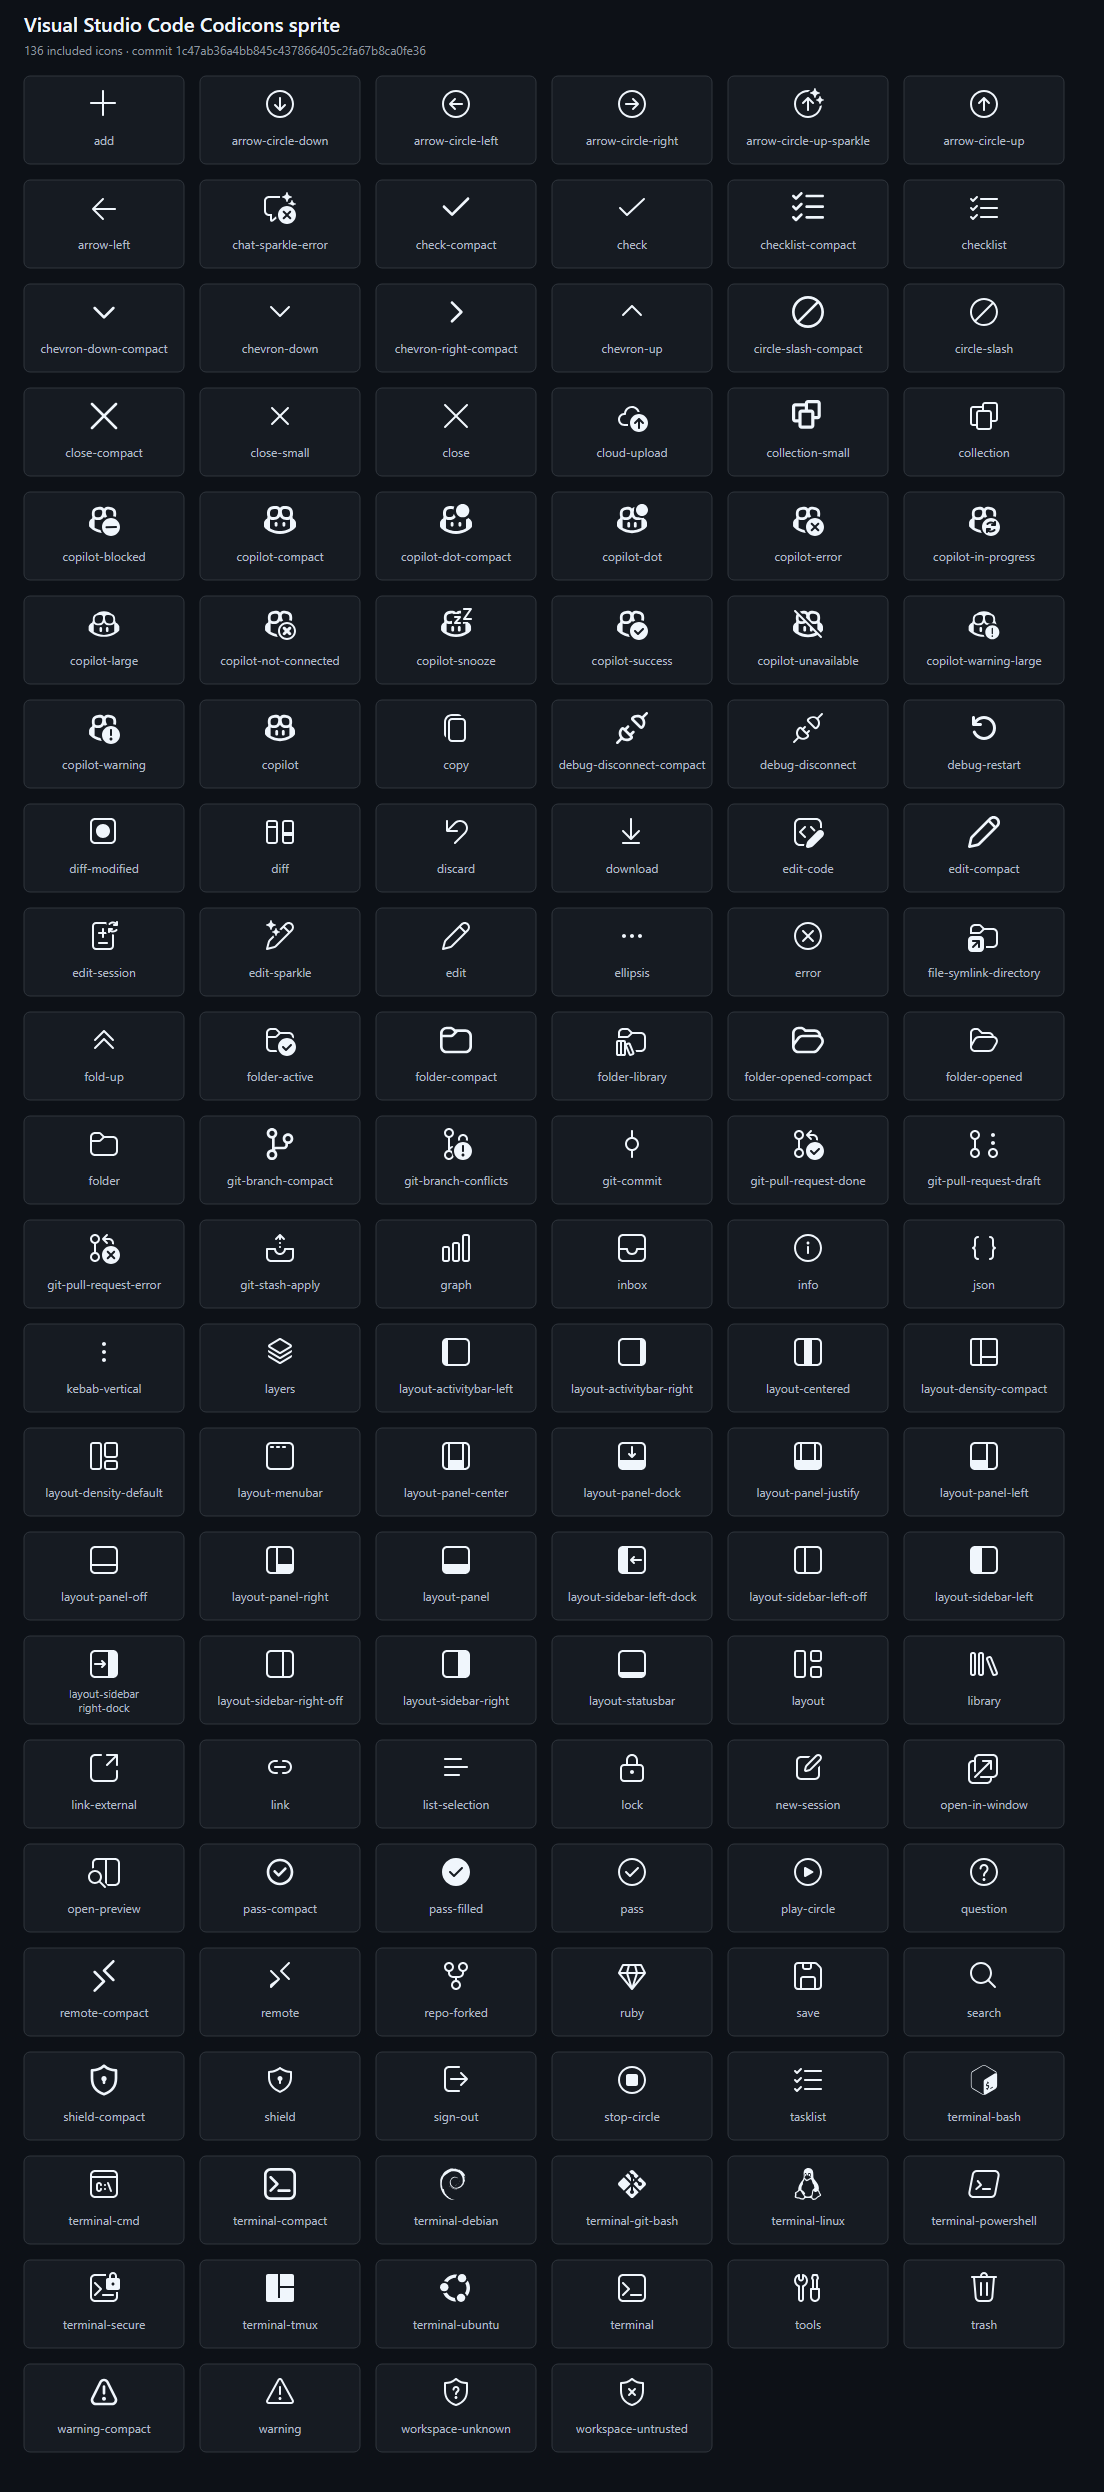 Visual Studio Code Codicons sprite
136 included icons · commit 1c47ab36a4bb845c437866405c2fa67b8ca0fe36
add
arrow-circle-down
arrow-circle-left
arrow-circle-right
arrow-circle-up-sparkle
arrow-circle-up
arrow-left
chat-sparkle-error
check-compact
check
checklist-compact
checklist
chevron-down-compact
chevron-down
chevron-right-compact
chevron-up
circle-slash-compact
circle-slash
close-compact
close-small
close
cloud-upload
collection-small
collection
copilot-blocked
copilot-compact
copilot-dot-compact
copilot-dot
copilot-error
copilot-in-progress
copilot-large
copilot-not-connected
copilot-snooze
copilot-success
copilot-unavailable
copilot-warning-large
copilot-warning
copilot
copy
debug-disconnect-compact
debug-disconnect
debug-restart
diff-modified
diff
discard
download
edit-code
edit-compact
edit-session
edit-sparkle
edit
ellipsis
error
file-symlink-directory
fold-up
folder-active
folder-compact
folder-library
folder-opened-compact
folder-opened
folder
git-branch-compact
git-branch-conflicts
git-commit
git-pull-request-done
git-pull-request-draft
git-pull-request-error
git-stash-apply
graph
inbox
info
json
kebab-vertical
layers
layout-activitybar-left
layout-activitybar-right
layout-centered
layout-density-compact
layout-density-default
layout-menubar
layout-panel-center
layout-panel-dock
layout-panel-justify
layout-panel-left
layout-panel-off
layout-panel-right
layout-panel
layout-sidebar-left-dock
layout-sidebar-left-off
layout-sidebar-left
layout-sidebar
right-dock
layout-sidebar-right-off
layout-sidebar-right
layout-statusbar
layout
library
link-external
link
list-selection
lock
new-session
open-in-window
open-preview
pass-compact
pass-filled
pass
play-circle
question
remote-compact
remote
repo-forked
ruby
save
search
shield-compact
shield
sign-out
stop-circle
tasklist
terminal-bash
C:\
terminal-cmd
terminal-compact
terminal-debian
terminal-git-bash
terminal-linux
terminal-powershell
terminal-secure
terminal-tmux
terminal-ubuntu
terminal
tools
trash
warning-compact
warning
workspace-unknown
workspace-untrusted